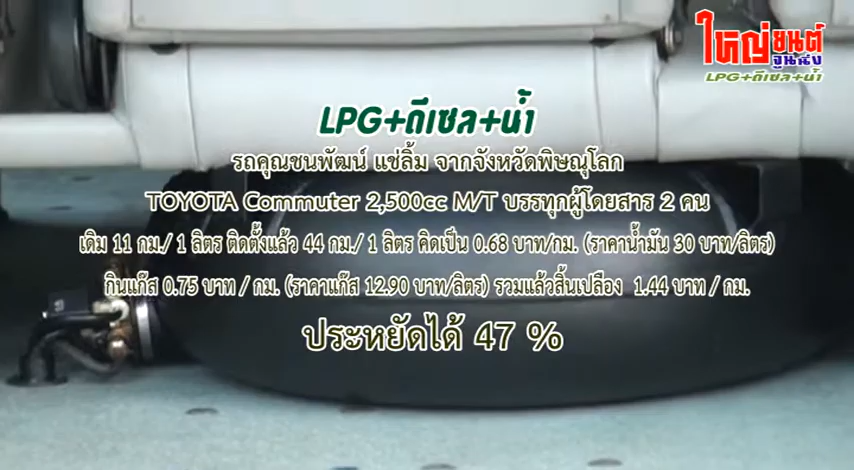 ใหญ่ยนต์
จูนนิ่ง
LPG+ดีเซล+น้ำ
LPG+ดีเซล+น้ำ
รถคุณชนพัฒน์ แซ่ลิ้ม จากจังหวัดพิษณุโลก
TOYOTA Commuter 2,500cc M/T บรรทุกผู้โดยสาร 2 คน
เดิม 11 กม./ 1 ลิตร ติดตั้งแล้ว 44 กม./ 1 ลิตร คิดเป็น 0.68 บาท/กม. (ราคาน้ำมัน 30 บาท/ลิตร)
กินแก๊ส 0.75 บาท / กม. (ราคาแก๊ส 12.90 บาท/ลิตร) รวมแล้วสิ้นเปลือง 1.44 บาท / กม.
ประหยัดได้ 47 %